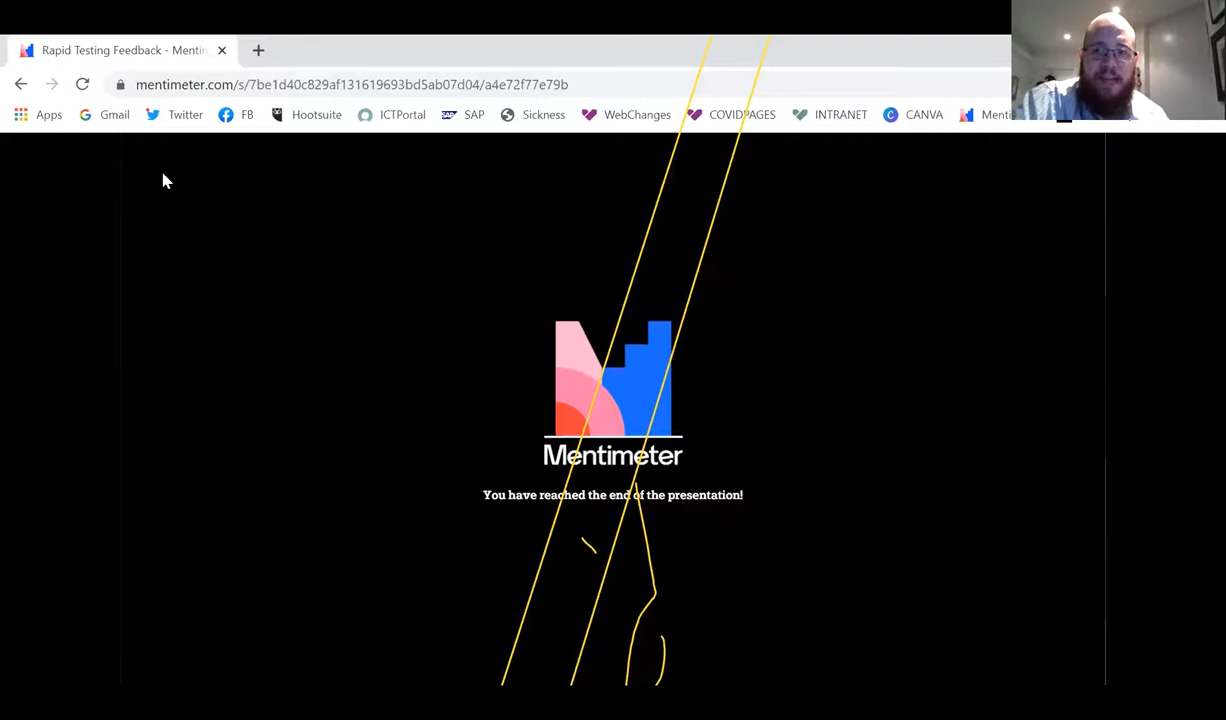 Rapid Testing Feedback - Mentin
mentimeter.com/s/7be1d40c829af131619693bd5ab07d04/a4e72f77e79b
Apps Gmail Twitter FB Hootsuite ICTPortal SAP Sickness WebChanges COVIDPAGES INTRANET CANVA Menti
Mentimeter
You have reached the end of the presentation!